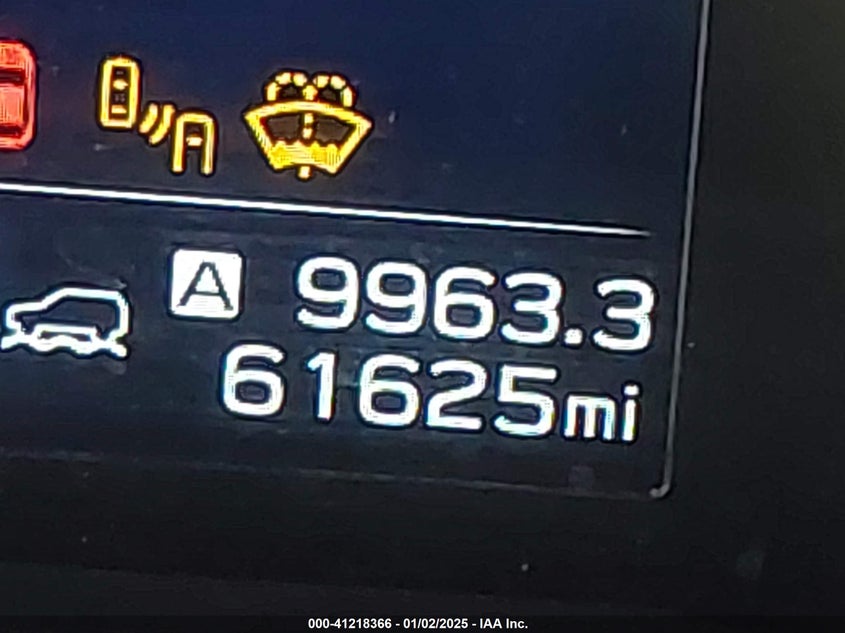 A 9963.3
61625mi
000-41218366 - 01/02/2025 - IAA Inc.